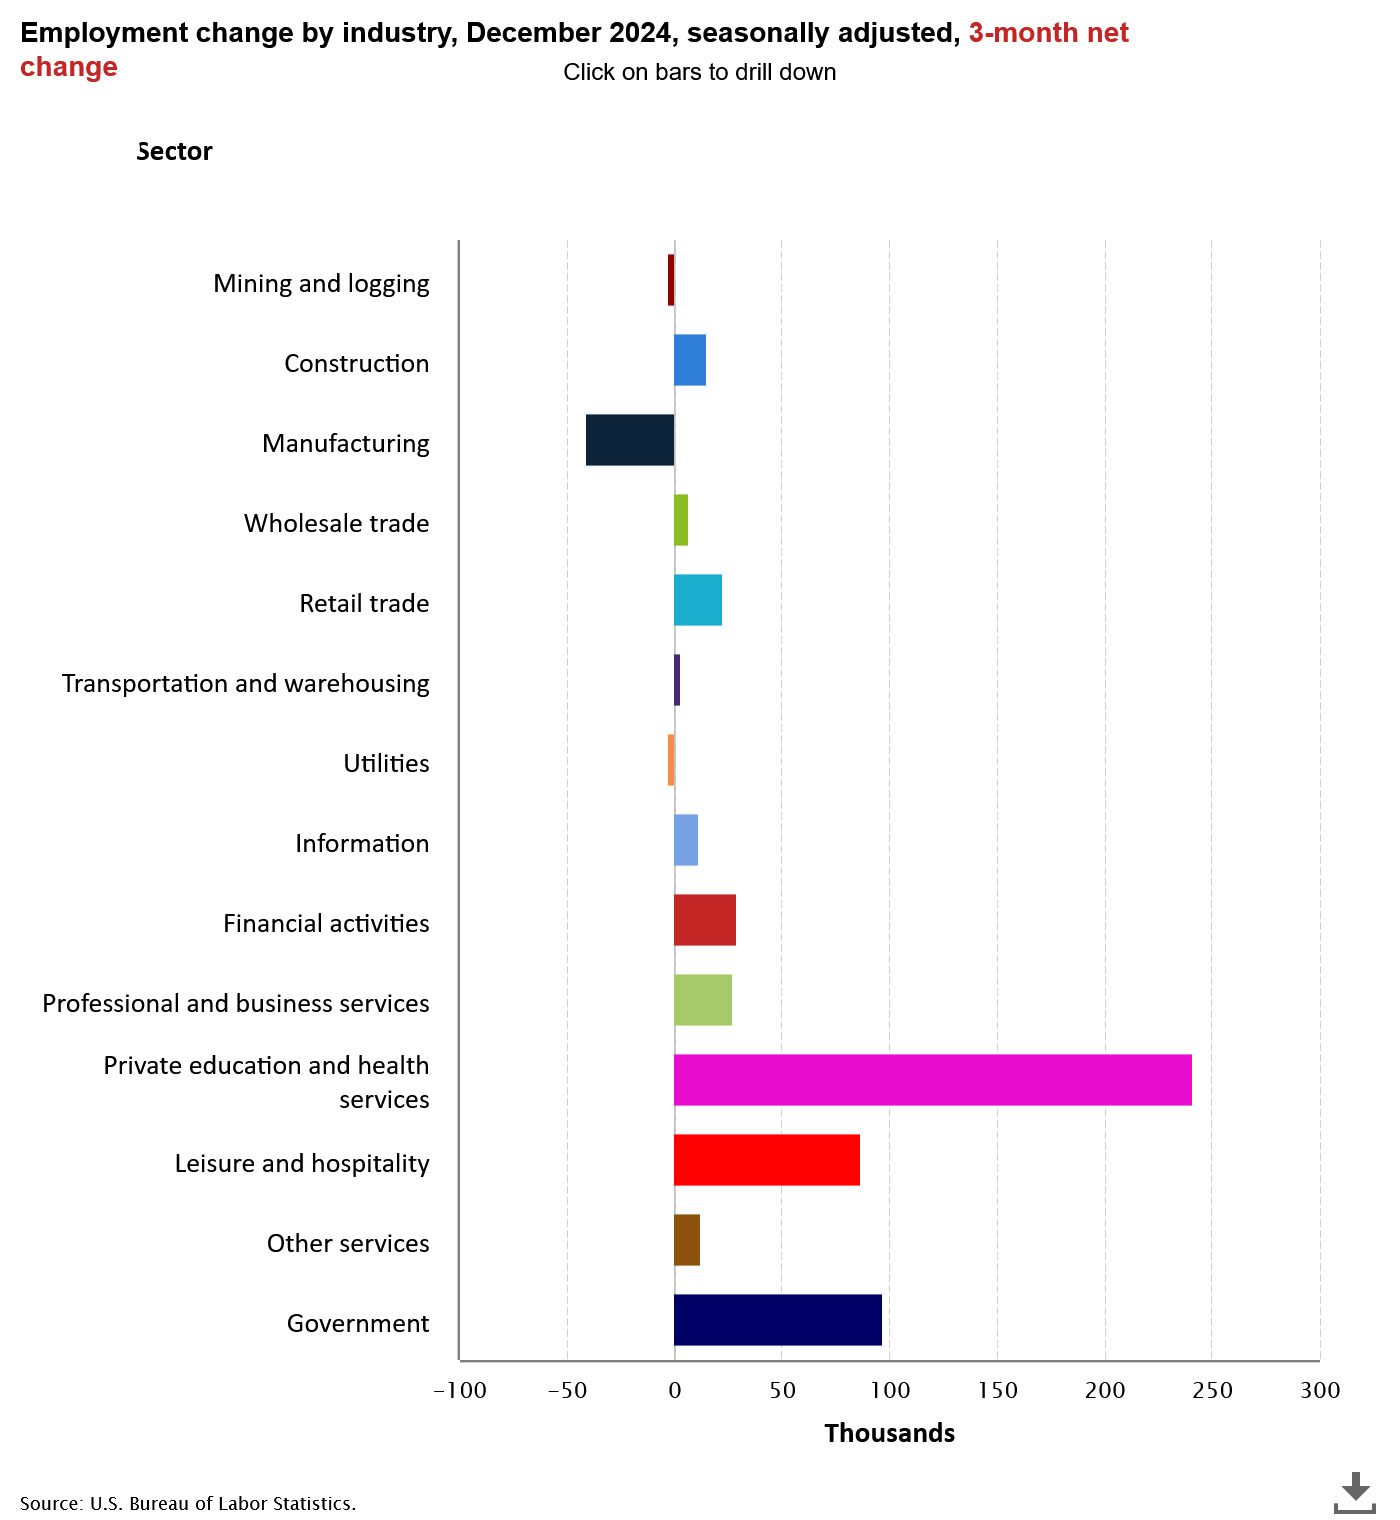 Employment change by industry, December 2024, seasonally adjusted, 3-month net
change
Click on bars to drill down
Sector
Mining and logging
Construction
Manufacturing
Wholesale trade
Retail trade
Transportation and warehousing
Utilities
Information
Financial activities
Professional and business services
Private education and health
services
Leisure and hospitality
Other services
Government
-100 -50 0 50 100 150 200 250 300
Thousands
Source: U.S. Bureau of Labor Statistics.